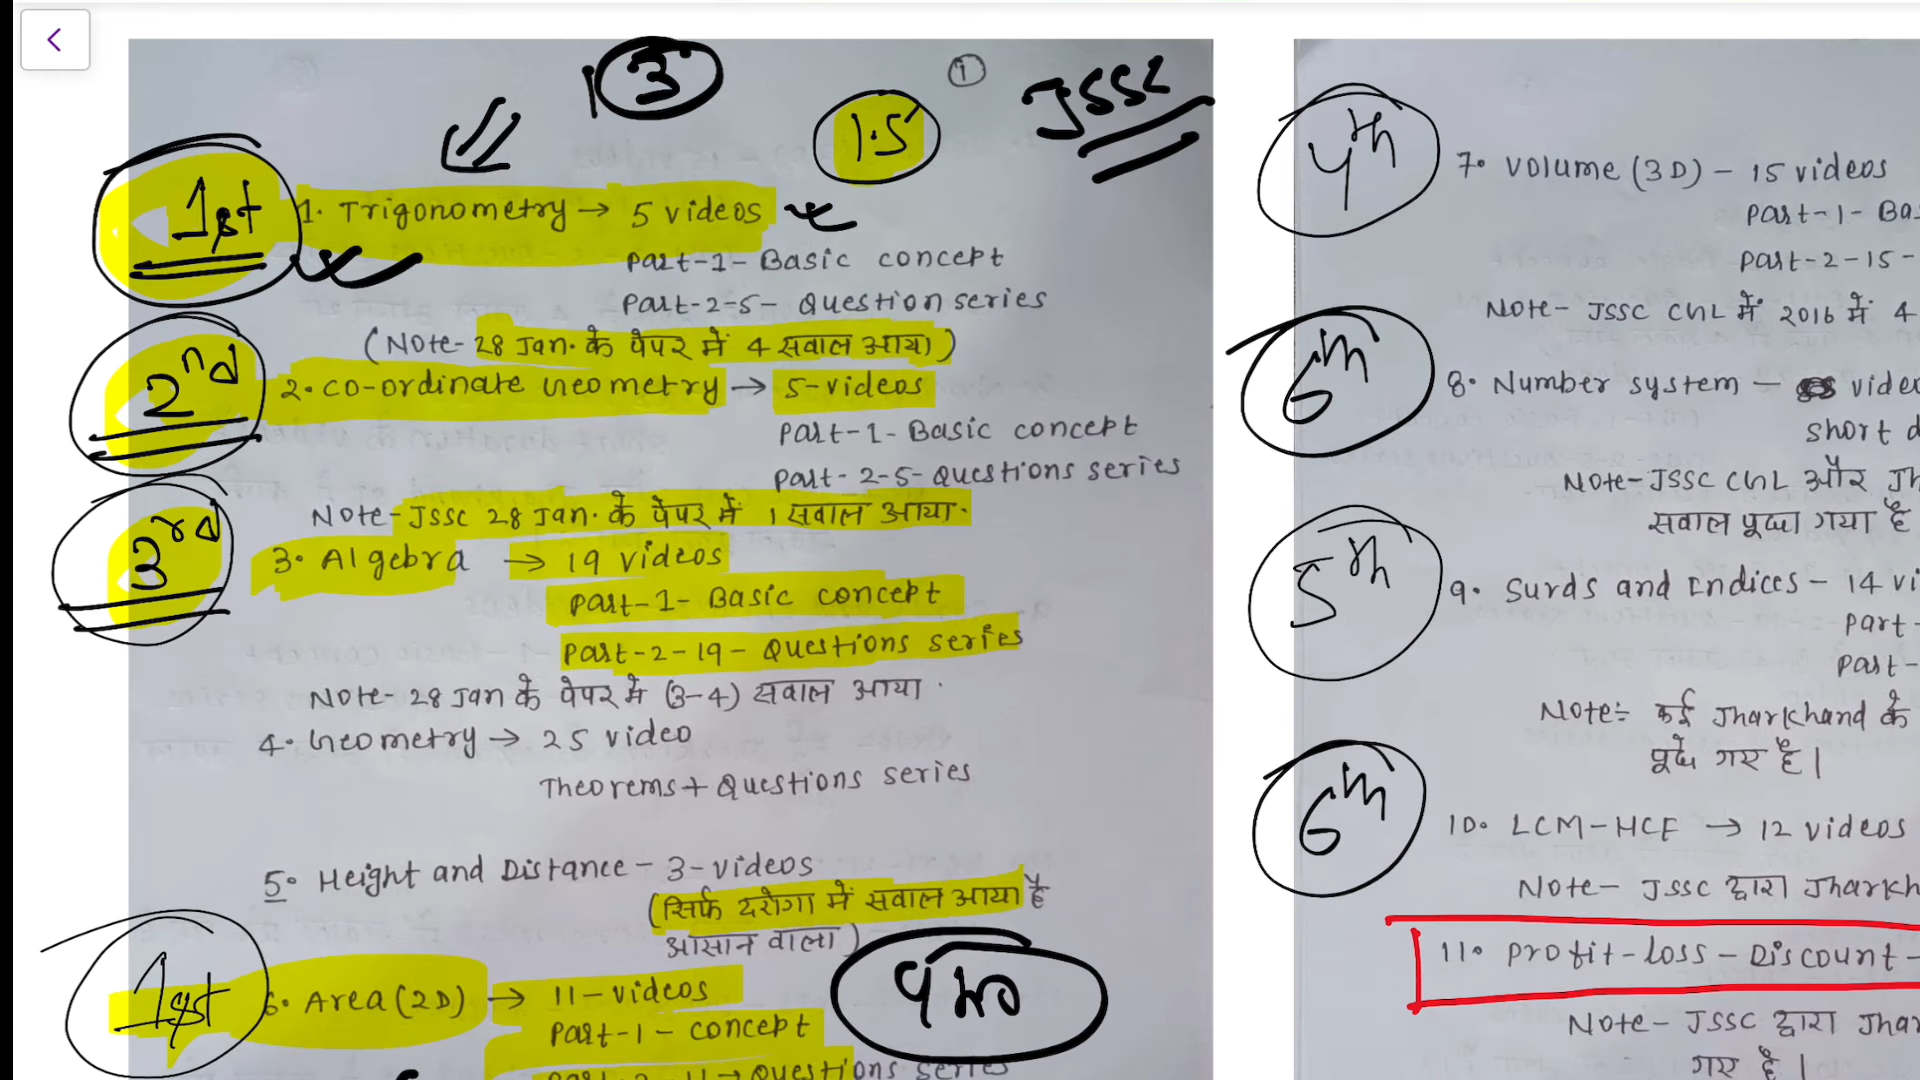 3
1
JSSC
1.5
1st
1. Trigonometry → 5 videos
Part-1- Basic concept
Part-2-5- Question series
(Note- 28 Jan. के पेपर में 4 सवाल आया)
2nd
2. CO-ordinate Geometry → 5-videos
Part-1- Basic concept
Part-2-5-Questions series
Note-JSSC 28 Jan. के पेपर में 1 सवाल आया.
3rd
3. Algebra → 19 videos
Part-1- Basic concept
Part-2-19- Questions series
Note-28 Jan के पेपर में (3-4) सवाल आया.
4. Geometry → 25 video
Theorems+Questions series
5. Height and Distance - 3-videos
(सिर्फ दरोगा में सवाल आया है
आसान वाला)
1st
6. Area (2D) → 11-videos
Part-1 - concept
Questions series
4th
7. Volume (3D) - 15 videos
Part-1- Ba
Part-2-15-
Note- JSSC CGL में 2016 में 4
6th
8. Number system - vide
short d
Note-JSSC CGL और Jh
सवाल पूछा गया है
5th
9. Surds and Indices- 14 vi
Part-
Part-
Note:- कई Jharkhand के
पूछे गए है।
6th
10. LCM-HCF → 12 videos
Note- JSSC द्वारा Jharkh
11. Profit-loss-Discount-
Note- JSSC द्वारा Jhar
गए है।